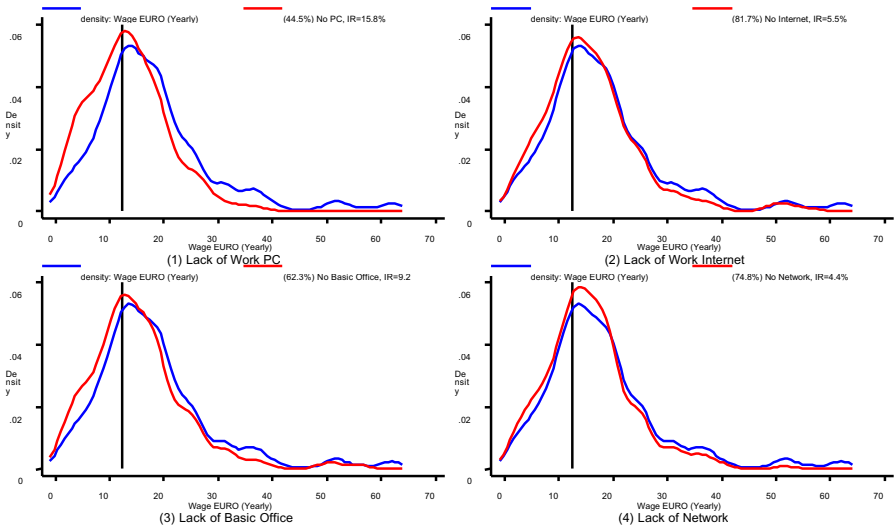 density: Wage EURO (Yearly) (44.5%) No PC, IR=15.8%
.06
.04
De
nsit
y
.02
0
0 10 20 30 40 50 60 70
Wage EURO (Yearly)
(1) Lack of Work PC
density: Wage EURO (Yearly) (81.7%) No Internet, IR=5.5%
.06
.04
De
nsit
y
.02
0
0 10 20 30 40 50 60 70
Wage EURO (Yearly)
(2) Lack of Work Internet
density: Wage EURO (Yearly) (62.3%) No Basic Office, IR=9.2
.06
.04
De
nsit
y
.02
0
0 10 20 30 40 50 60 70
Wage EURO (Yearly)
(3) Lack of Basic Office
density: Wage EURO (Yearly) (74.8%) No Network, IR=4.4%
.06
.04
De
nsit
y
.02
0
0 10 20 30 40 50 60 70
Wage EURO (Yearly)
(4) Lack of Network